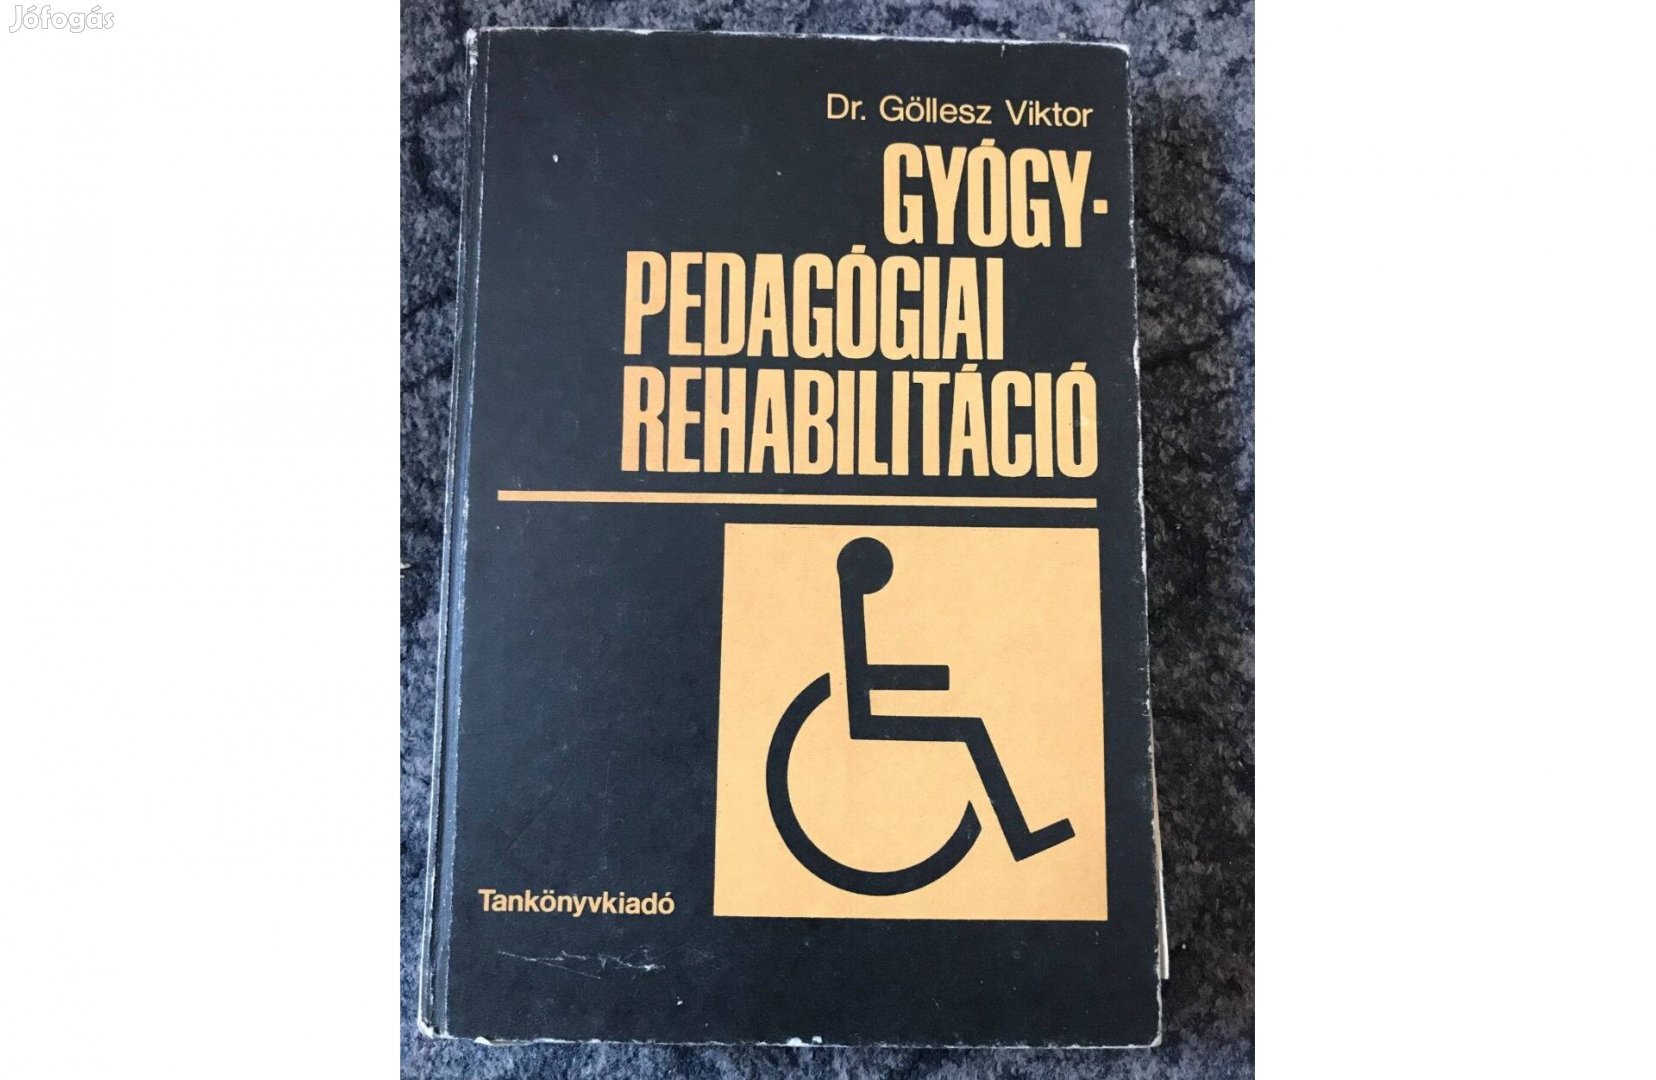 Jófogás
Dr. Göllesz Viktor
GYÓGY-
PEDAGÓGIAI
REHABILITÁCIÓ
Tankönyvkiadó